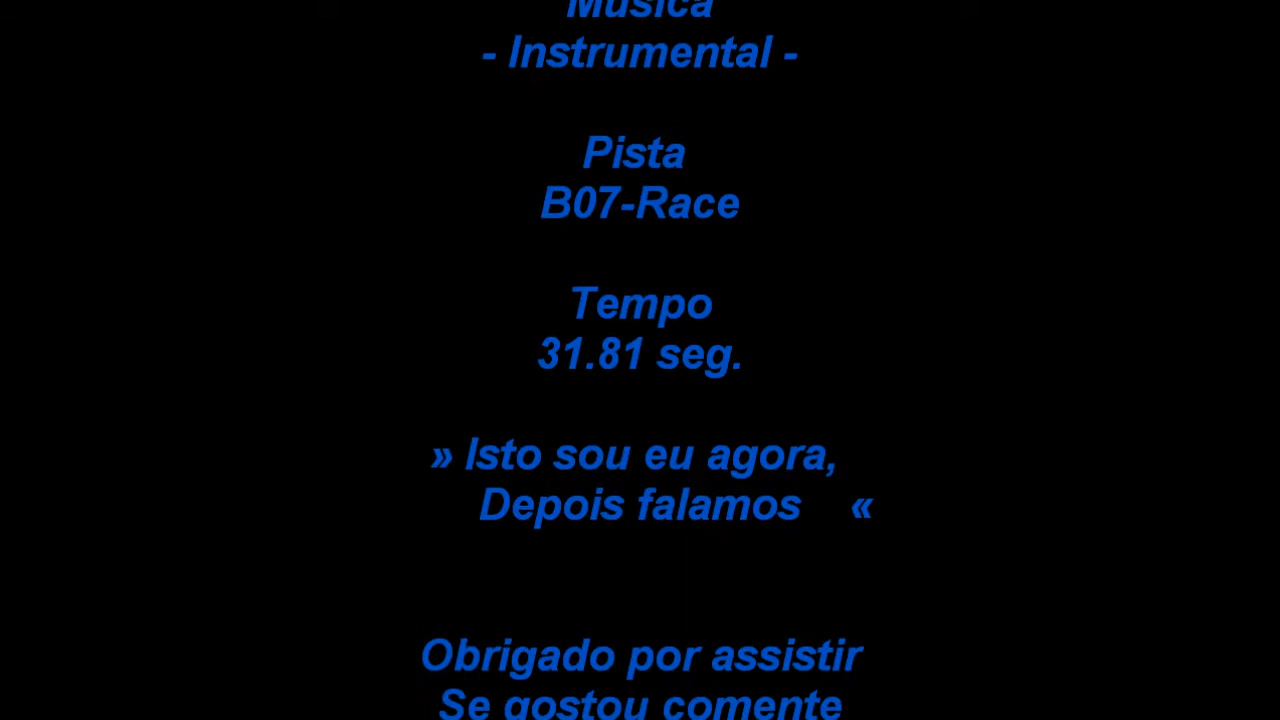 Musica
- Instrumental -
Pista
B07-Race
Tempo
31.81 seg.
» Isto sou eu agora,
Depois falamos «
Obrigado por assistir
Se gostou comente